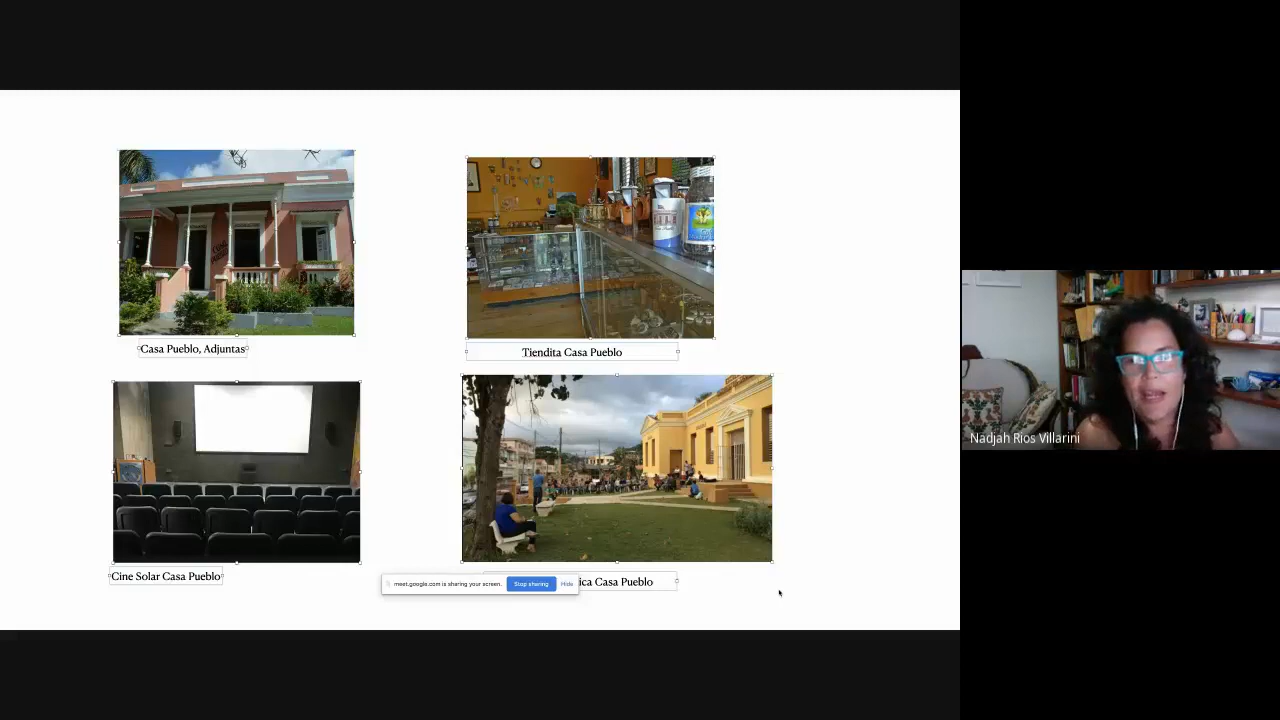 Casa Pueblo, Adjuntas
Tiendita Casa Pueblo
Cine Solar Casa Pueblo
meet.google.com is sharing your screen.
Stop sharing
Hide
ica Casa Pueblo
Nadjah Rios Villarini